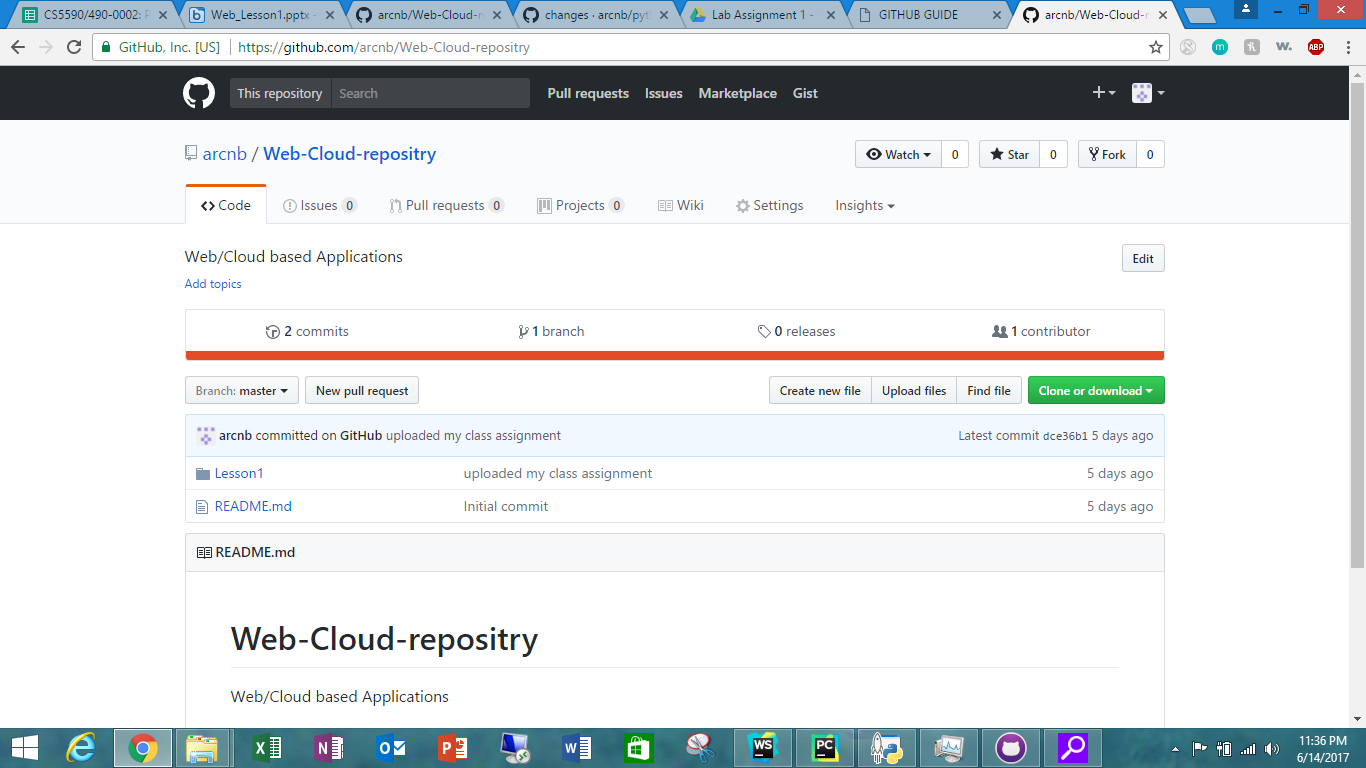 CS5590/490-0002: P Web_Lesson1.pptx - arcnb/Web-Cloud-r changes - arcnb/pyt Lab Assignment 1 - GITHUB GUIDE arcnb/Web-Cloud-r
GitHub, Inc. [US] https://github.com/arcnb/Web-Cloud-repositry
m w. ABP
This repository Search Pull requests Issues Marketplace Gist
arcnb / Web-Cloud-repositry Watch 0 Star 0 Fork 0
Code Issues 0 Pull requests 0 Projects 0 Wiki Settings Insights
Web/Cloud based Applications Edit
Add topics
2 commits 1 branch 0 releases 1 contributor
Branch: master New pull request Create new file Upload files Find file Clone or download
arcnb committed on GitHub uploaded my class assignment Latest commit dce36b1 5 days ago
Lesson1 uploaded my class assignment 5 days ago
README.md Initial commit 5 days ago
README.md
Web-Cloud-repositry
Web/Cloud based Applications
WS PC
11:36 PM
6/14/2017